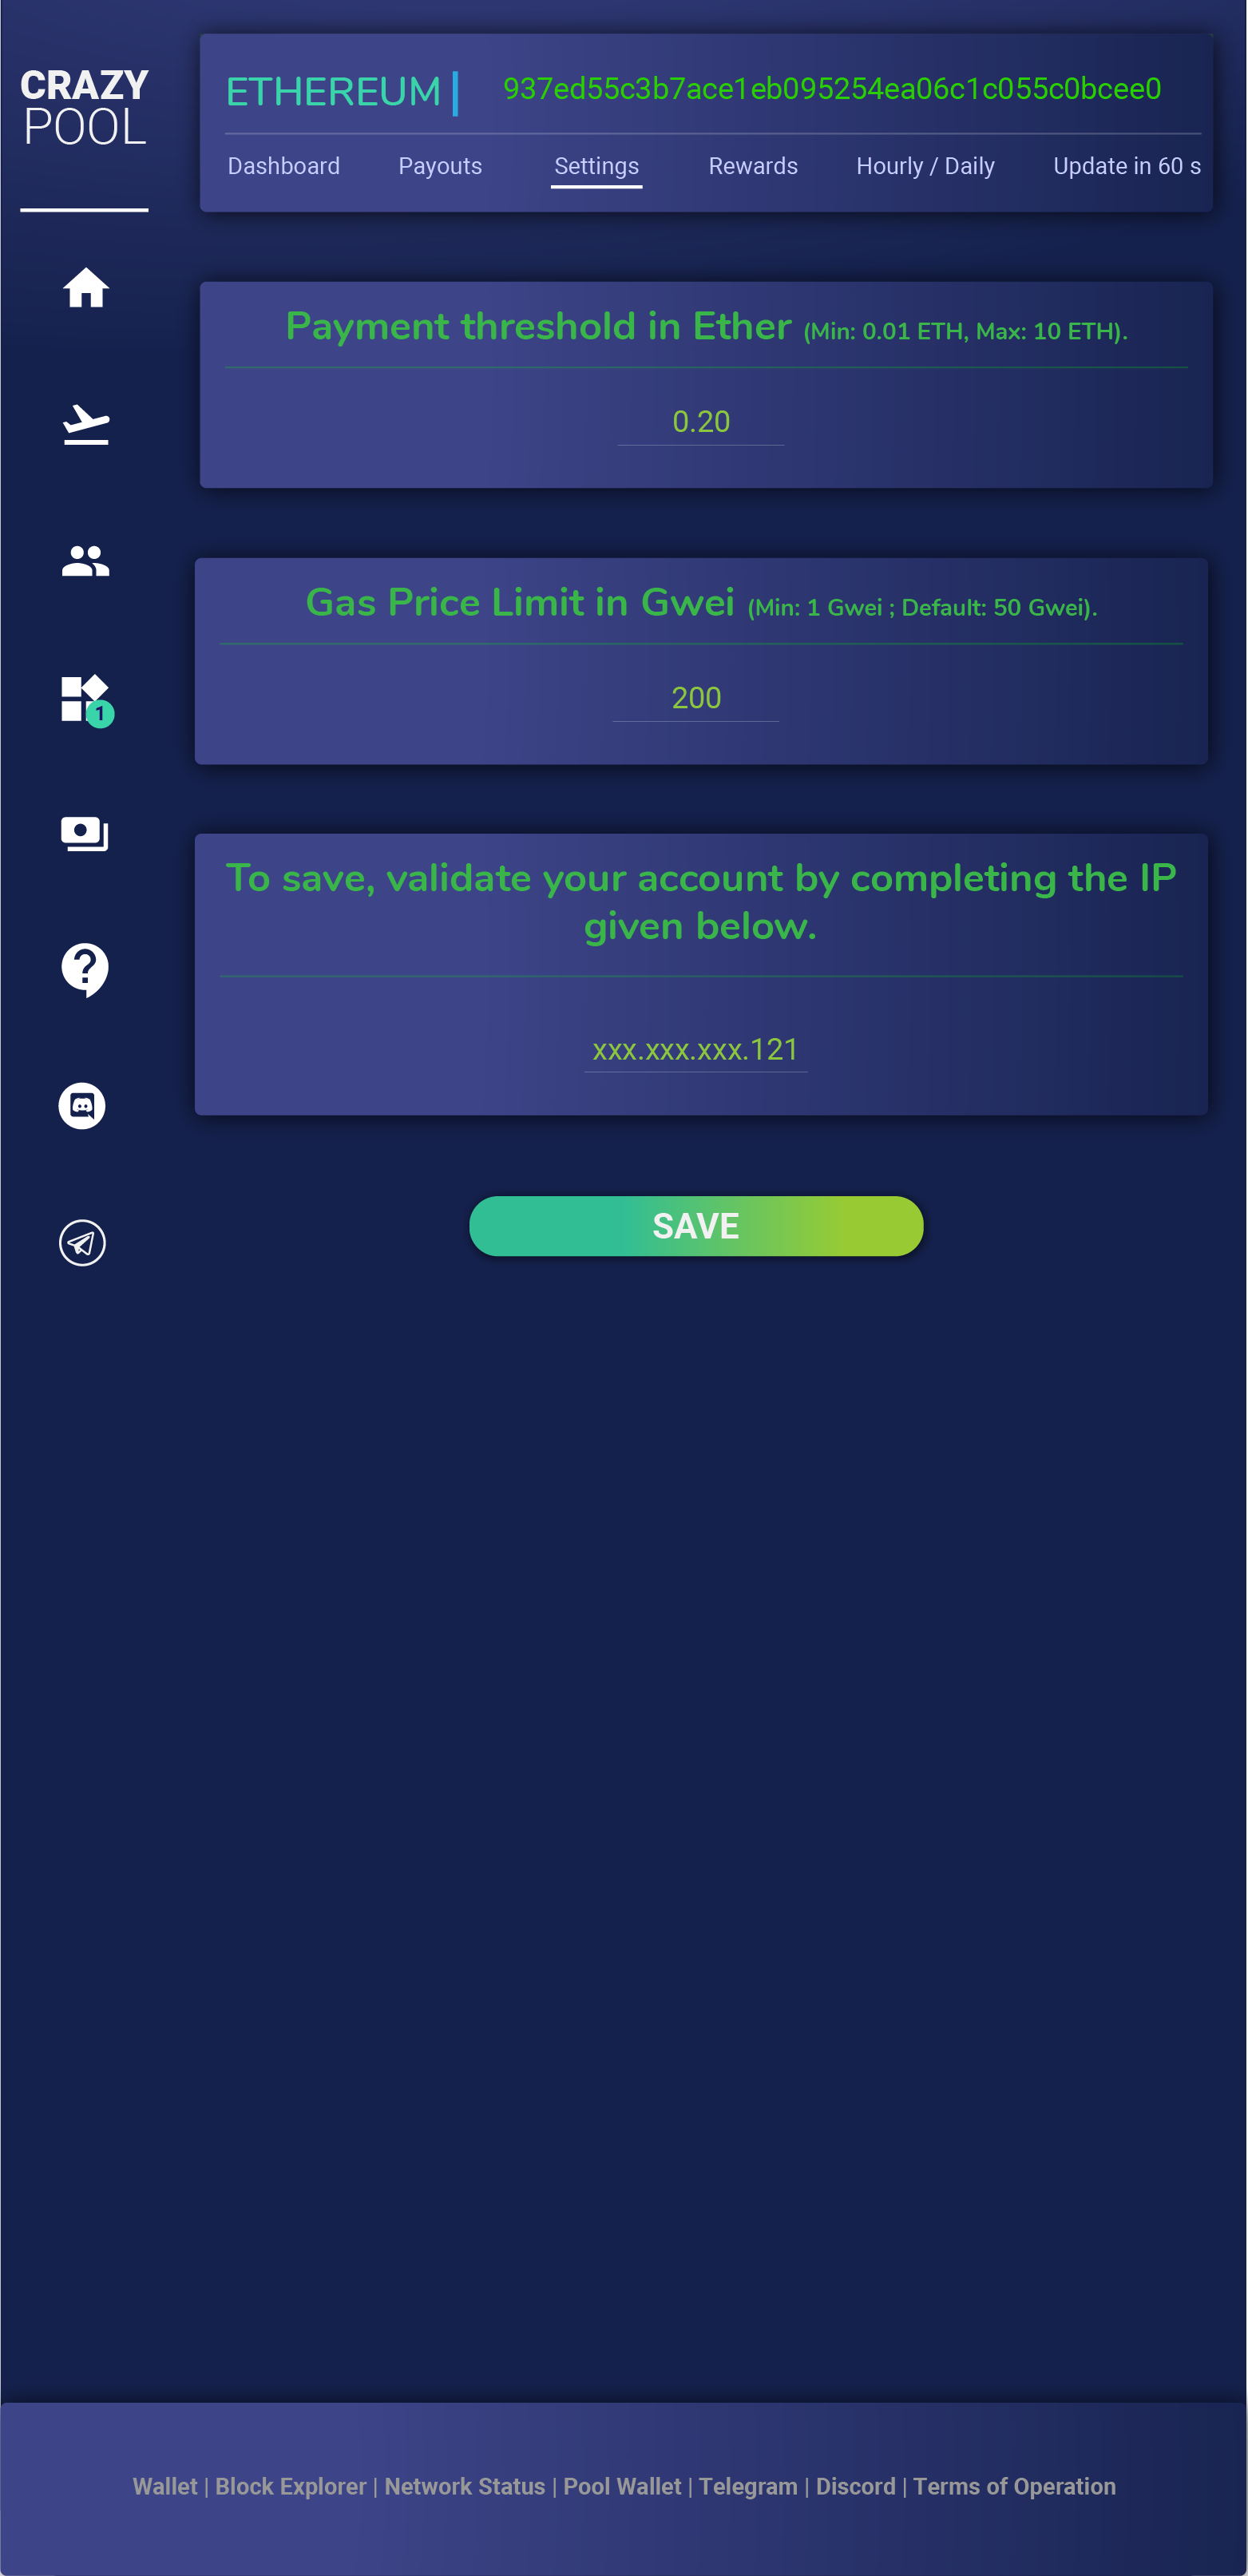 CRAZY
POOL
ETHEREUM
937ed55c3b7ace1eb095254ea06c1c055c0bcee0
Dashboard Payouts Settings Rewards Hourly / Daily Update in 60 s
Payment threshold in Ether (Min: 0.01 ETH, Max: 10 ETH).
0.20
Gas Price Limit in Gwei (Min: 1 Gwei ; Default: 50 Gwei).
200
1
To save, validate your account by completing the IP
given below.
xxx.xxx.xxx.121
SAVE
Wallet | Block Explorer | Network Status | Pool Wallet | Telegram | Discord | Terms of Operation